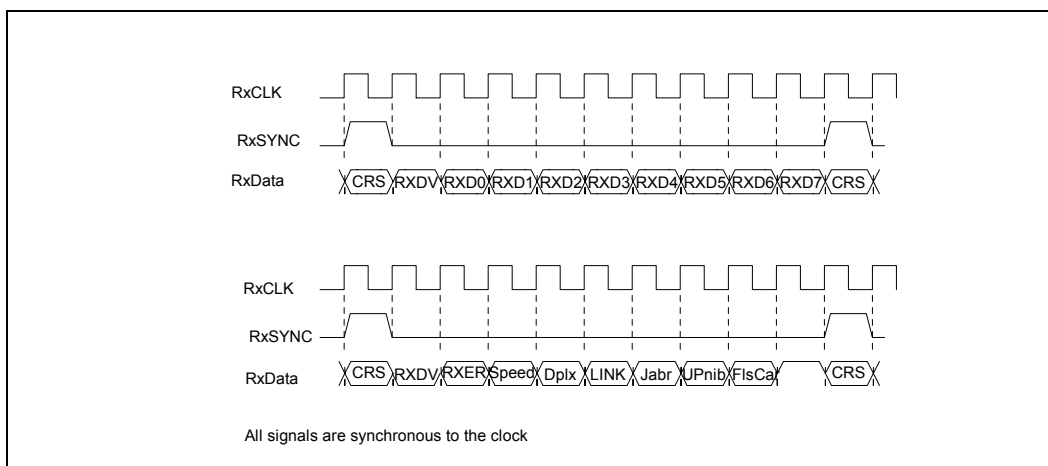 RxCLK
RxSYNC
RxData CRS RXDV RXD0 RXD1 RXD2 RXD3 RXD4 RXD5 RXD6 RXD7 CRS
RxCLK
RxSYNC
RxData CRS RXDV RXER Speed Dplx LINK Jabr UPnib FlsCar CRS
All signals are synchronous to the clock